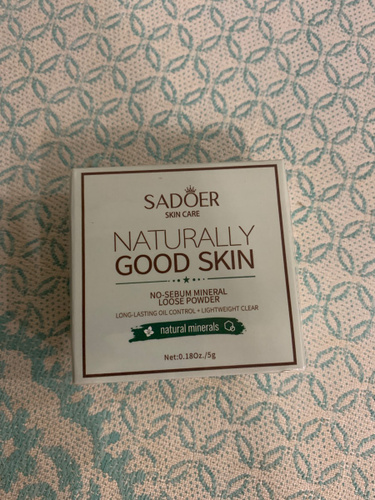 SADOER
SKIN CARE
NATURALLY
GOOD SKIN
NO-SEBUM MINERAL
LOOSE POWDER
LONG-LASTING OIL CONTROL + LIGHTWEIGHT CLEAR
natural minerals
Net:0.18Oz./5g